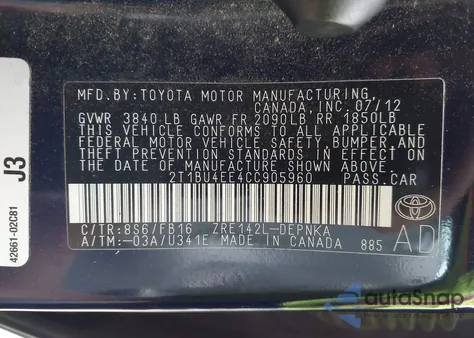 MFD.BY:TOYOTA MOTOR MANUFACTURING
CANADA,INC.07/12
GVWR 3840 LB GAWR FR 2090LB RR 1850LB
THIS VEHICLE CONFORMS TO ALL APPLICABLE
FEDERAL MOTOR VEHICLE SAFETY, BUMPER, AND
THEFT PREVENTION STANDARDS IN EFFECT ON
THE DATE OF MANUFACTURE SHOWN ABOVE.
2T1BU4EE4CC905960 PASS.CAR
C/TR:8S6/FB16 ZRE142L-DEPNKA
A/TM:-03A/U341E MADE IN CANADA 885
AD
TOYOTA
J3
42661-02C81
autoSnap